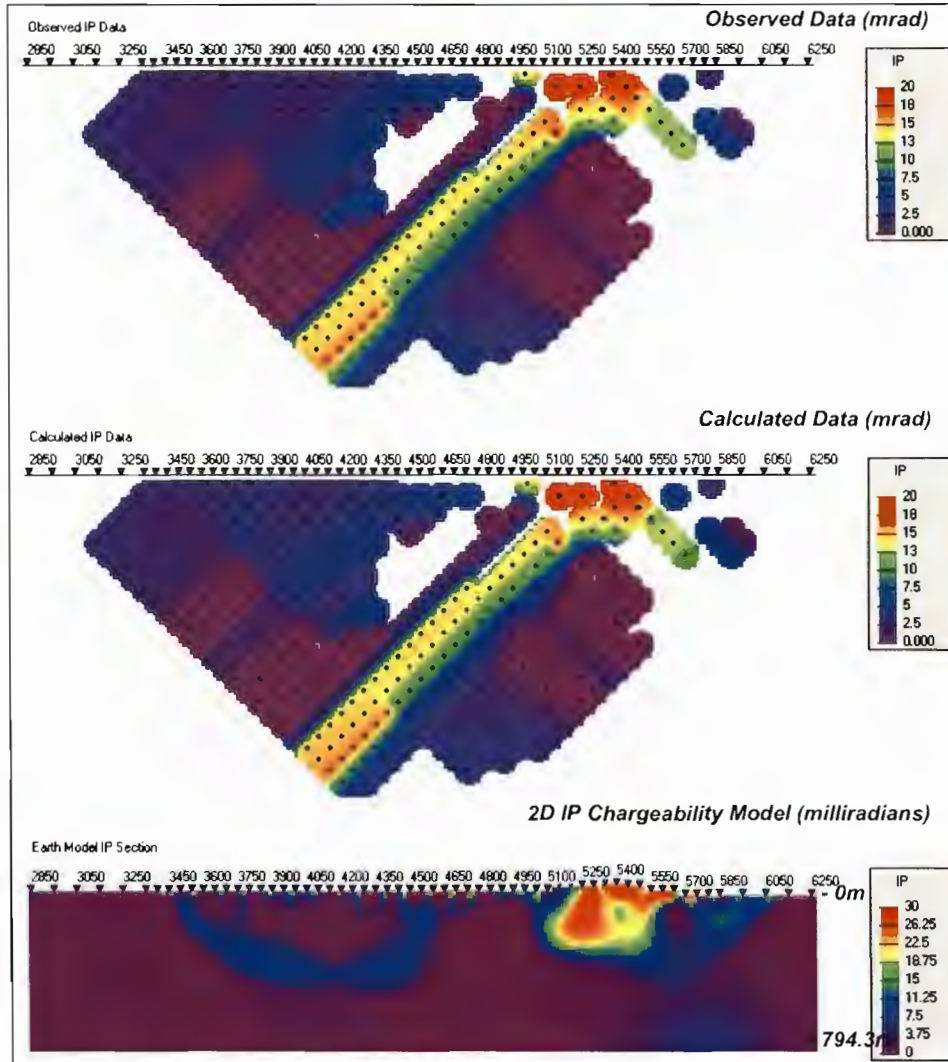 Observed Data (mrad)
Observed IP Data
2850 3050 3250 3450 3600 3750 3900 4050 4200 4350 4500 4650 4800 4950 5100 5250 5400 5550 5700 5850 6050 6250
IP
20
18
15
13
10
7.5
5
2.5
0.000
Calculated Data (mrad)
Calculated IP Data
2850 3050 3250 3450 3600 3750 3900 4050 4200 4350 4500 4650 4800 4950 5100 5250 5400 5550 5700 5850 6050 6250
IP
20
18
15
13
10
7.5
5
2.5
0.000
2D IP Chargeability Model (milliradians)
Earth Model IP Section
2850 3050 3250 3450 3600 3750 3900 4050 4200 4350 4500 4650 4800 4950 5100 5250 5400 5550 5700 5850 6050 6250
- 0m
IP
30
26.25
22.5
18.75
15
11.25
7.5
3.75
0
794.3m